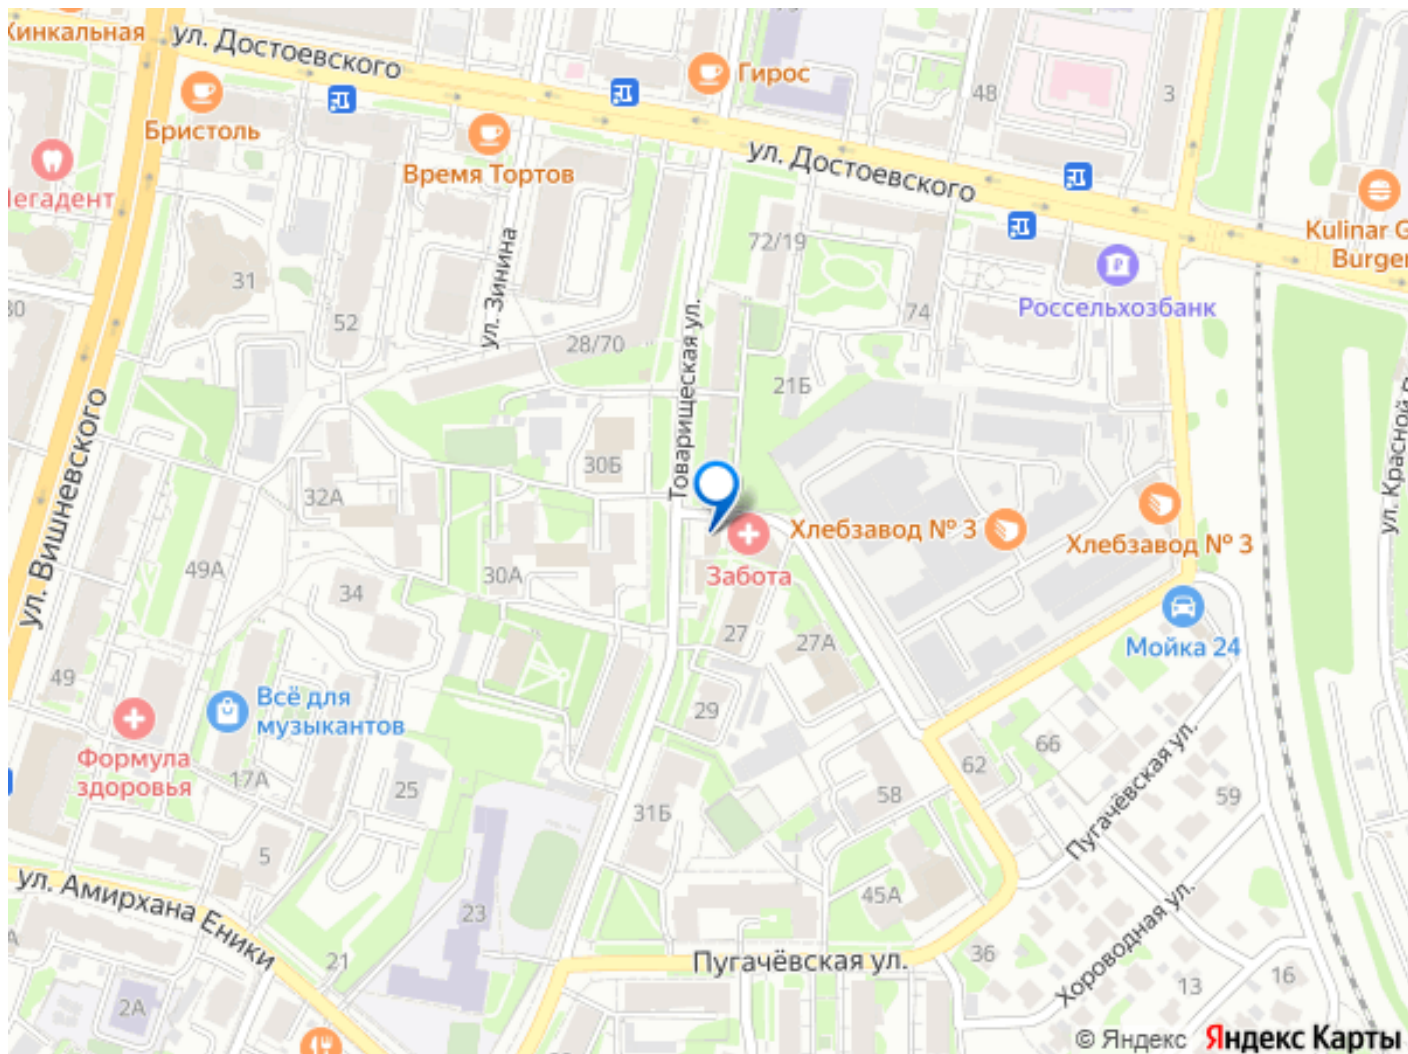 Хинкальная
ул. Достоевского
Гирос
Бристоль
Время Тортов
48
3
ул. Достоевского
Kulinar G
Burger
72/19
Россельхозбанк
31
ул. Зинина
52
28/70
74
Товарищеская ул.
21Б
ул. Вишневского
30Б
32А
Хлебзавод № 3
Хлебзавод № 3
49А
30А
Забота
34
27
27А
Мойка 24
49
Всё для
музыкантов
29
Формула
здоровья
17А
25
31Б
58
62
66
Пугачёвская ул.
59
5
ул. Амирхана Еники
23
45А
21
Пугачёвская ул.
36
Хороводная ул.
13
16
2А
© Яндекс
Яндекс Карты